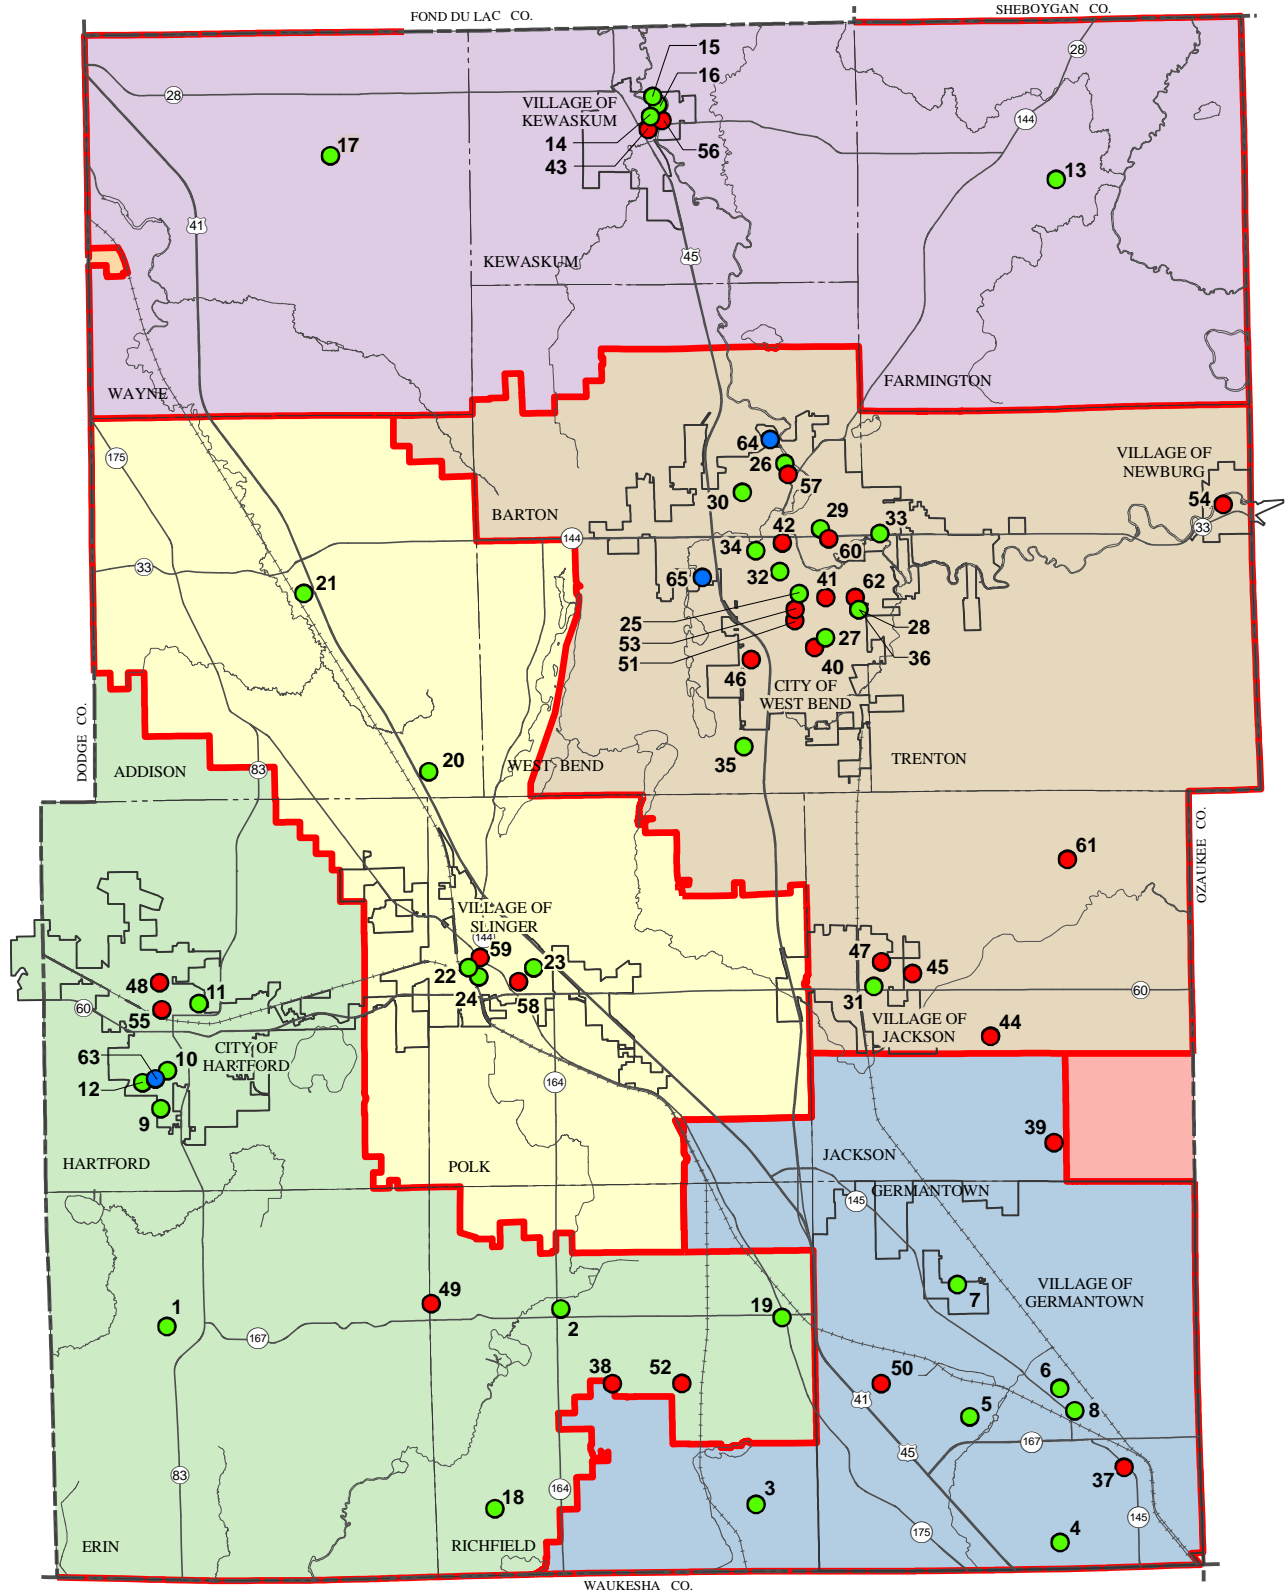 FOND DU LAC CO.
SHEBOYGAN CO.
15
28
16
28
VILLAGE OF
KEWASKUM
144
14
56
17
43
13
41
45
KEWASKUM
WAYNE
FARMINGTON
64
175
26
VILLAGE OF
NEWBURG
57
30
54
BARTON
29
33
33
144
42
34
60
33
32
65
41
62
21
25
28
53
27
36
51
40
46
CITY OF
WEST BEND
DODGE CO.
35
TRENTON
ADDISON
83
20
WEST BEND
OZAUKEE CO.
61
VILLAGE OF
SLINGER
144
59
47
45
48
22
23
11
24
58
31
60
60
55
VILLAGE OF
JACKSON
44
CITY OF
HARTFORD
63
10
12
164
9
39
HARTFORD
POLK
JACKSON
GERMANTOWN
145
VILLAGE OF
GERMANTOWN
49
7
1
2
19
167
38
52
50
6
41
5
8
167
45
83
37
164
18
3
145
175
4
ERIN
RICHFIELD
WAUKESHA CO.